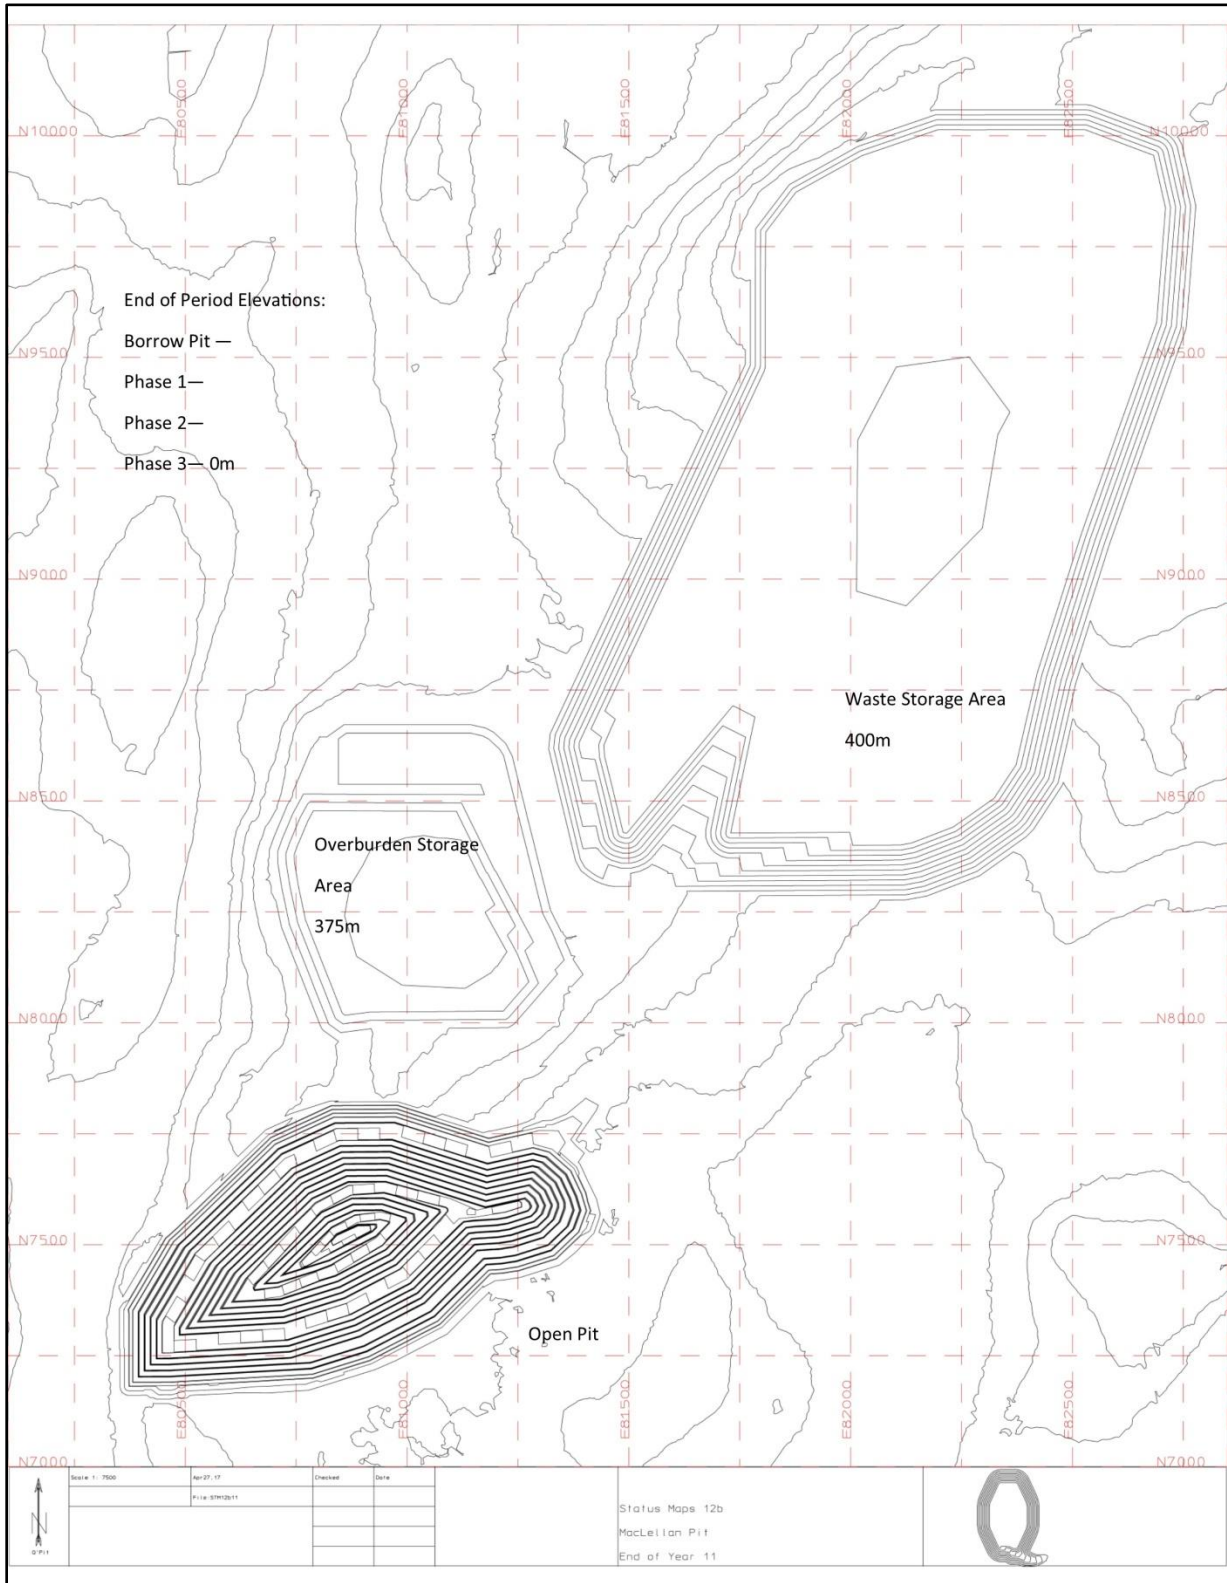 E80500
E81000
E81500
E82000
E82500
N10000
N10000
End of Period Elevations:
Borrow Pit —
N9500
N9500
Phase 1—
Phase 2—
Phase 3— 0m
N9000
N9000
Waste Storage Area
400m
N8500
N8500
Overburden Storage
Area
375m
N8000
N8000
N7500
N7500
Open Pit
E80500
E81000
E81500
E82000
E82500
N7000
N7000
Scale 1: 7500
Apr27.17
Checked
Date
File:STM12b11
N
O'Pit
Status Maps 12b
MacLellan Pit
End of Year 11